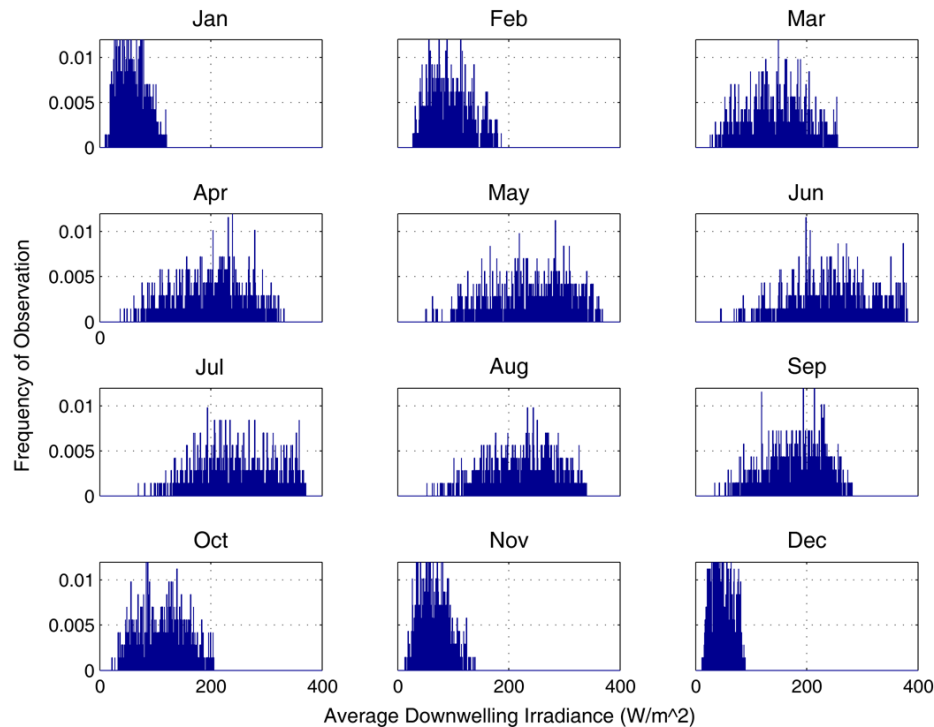 Jan Feb Mar
0.01
0.005
0
Apr May Jun
0.01
0.005
0
0
Frequency of Observation
Jul Aug Sep
0.01
0.005
0
Oct Nov Dec
0.01
0.005
0
0 200 400 0 200 400 0 200 400
Average Downwelling Irradiance (W/m^2)